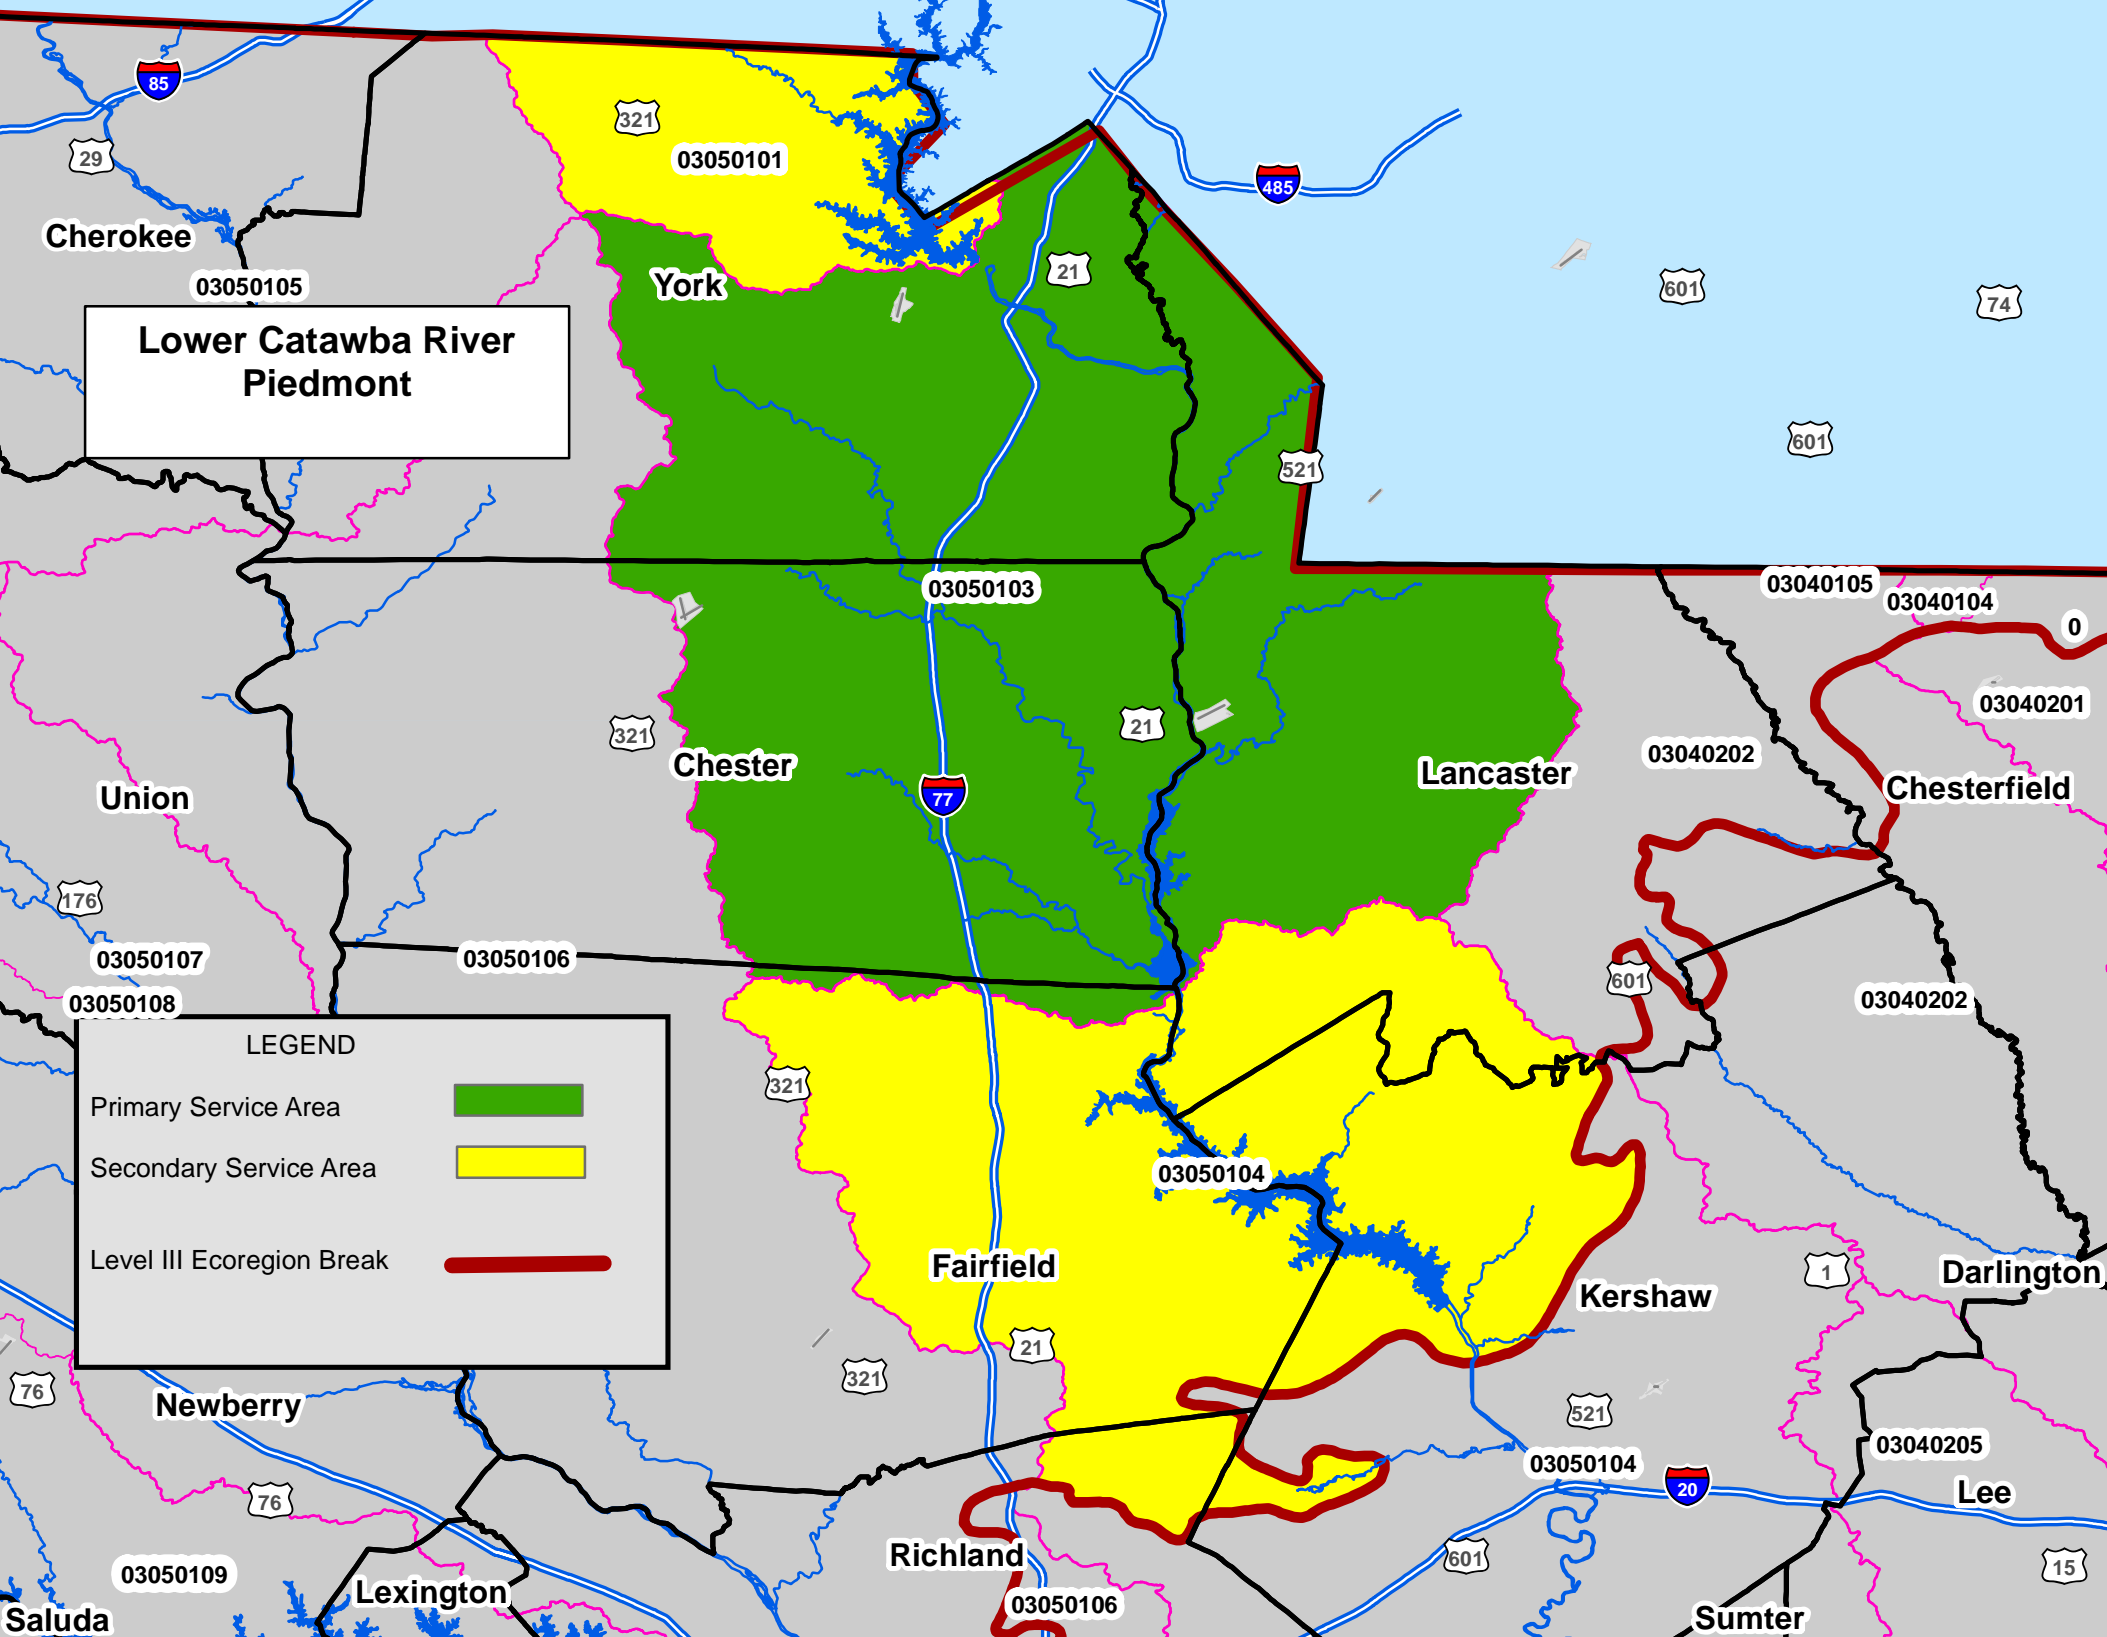 85
321
29
03050101
485
Cherokee
21
York
03050105
601
74
Lower Catawba River
Piedmont
601
521
03050103
03040105
03040104
0
03040201
321
21
03040202
Chester
Lancaster
Chesterfield
77
Union
176
03050107
03050106
601
03050108
03040202
LEGEND
Primary Service Area
Secondary Service Area
Level III Ecoregion Break
321
03050104
Fairfield
1
Darlington
Kershaw
21
321
76
Newberry
521
03040205
03050104
20
Lee
76
Richland
601
15
03050109
Lexington
03050106
Saluda
Sumter